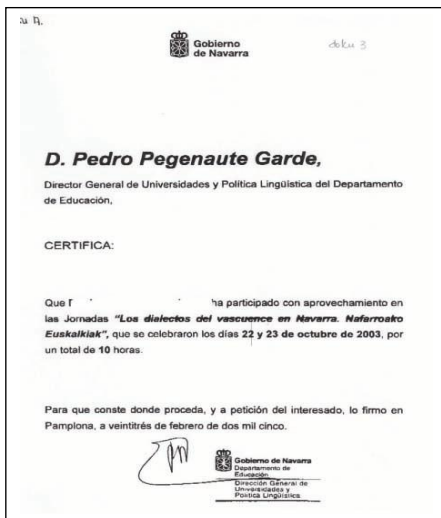 Gobierno
de Navarra
doku 3
D. Pedro Pegenaute Garde,
Director General de Universidades y Política Lingüística del Departamento
de Educación,
CERTIFICA:
Que ha participado con aprovechamiento en
las Jornadas "Los dialectos del vascuence en Navarra. Nafarroako
Euskalkiak", que se celebraron los días 22 y 23 de octubre de 2003, por
un total de 10 horas.
Para que conste donde proceda, y a petición del interesado, lo firmo en
Pamplona, a veintitrés de febrero de dos mil cinco.
Gobierno de Navarra
Departamento de
Educación
Dirección General de
Universidades y
Política Lingüística